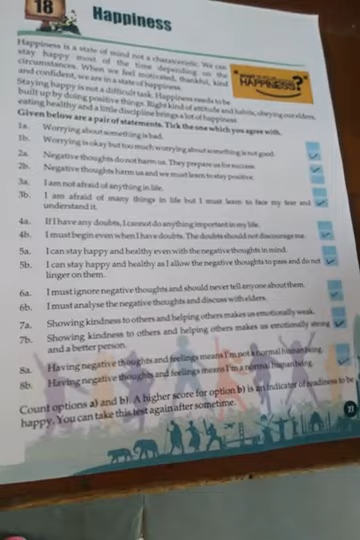 18
Happiness
Happiness is a state of mind not a characteristic. We can
stay happy most of the time depending on the
circumstances. When we feel motivated, thankful, kind
and confident, we are in a state of happiness.
Staying happy is not a difficult task. Happiness needs to be
built up by doing positive things. Right kind of attitude and habits, obeying our elders,
eating healthy and a little discipline brings a lot of happiness.
HAPPINESS?
Given below are a pair of statements. Tick the one which you agree with.
1a. Worrying about something is bad.
1b. Worrying is okay but too much worrying about something is not good.
2a. Negative thoughts do not harm us. They prepare us for success.
2b. Negative thoughts harm us and we must learn to stay positive.
3a. I am not afraid of anything in life.
3b. I am afraid of many things in life but I must learn to face my fear and
understand it.
4a. If I have any doubts, I cannot do anything important in my life.
4b. I must begin even when I have doubts. The doubts should not discourage me.
5a. I can stay happy and healthy even with the negative thoughts in mind.
5b. I can stay happy and healthy as I allow the negative thoughts to pass and do not
linger on them.
6a. I must ignore negative thoughts and should never tell anyone about them.
6b. I must analyse the negative thoughts and discuss with elders.
7a. Showing kindness to others and helping others makes us emotionally weak.
7b. Showing kindness to others and helping others makes us emotionally strong
and a better person.
8a. Having negative thoughts and feelings means I'm not a normal human being.
8b. Having negative thoughts and feelings means I'm a normal human being.
Count options a) and b). A higher score for option b) is an indicator of readiness to be
happy. You can take this test again after sometime.